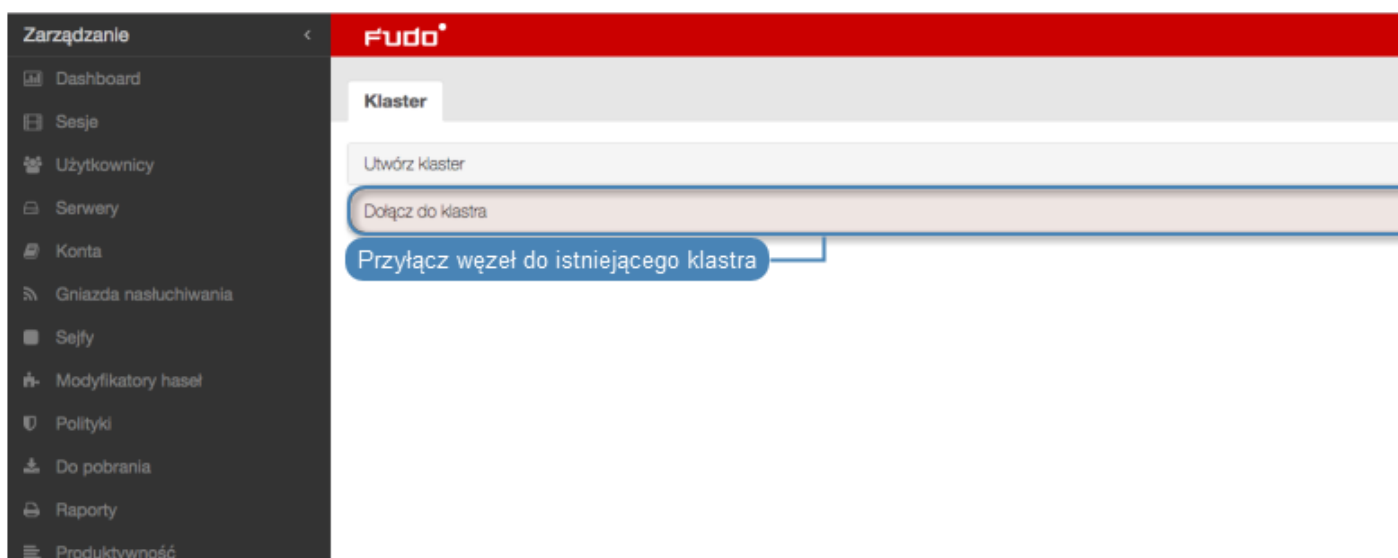 Zarządzanie
Fudo
Dashboard
Klaster
Sesje
Użytkownicy
Utwórz klaster
Serwery
Dołącz do klastra
Konta
Przyłącz węzeł do istniejącego klastra
Gniazda nasłuchiwania
Sejfy
Modyfikatory haseł
Polityki
Do pobrania
Raporty
Produktywność